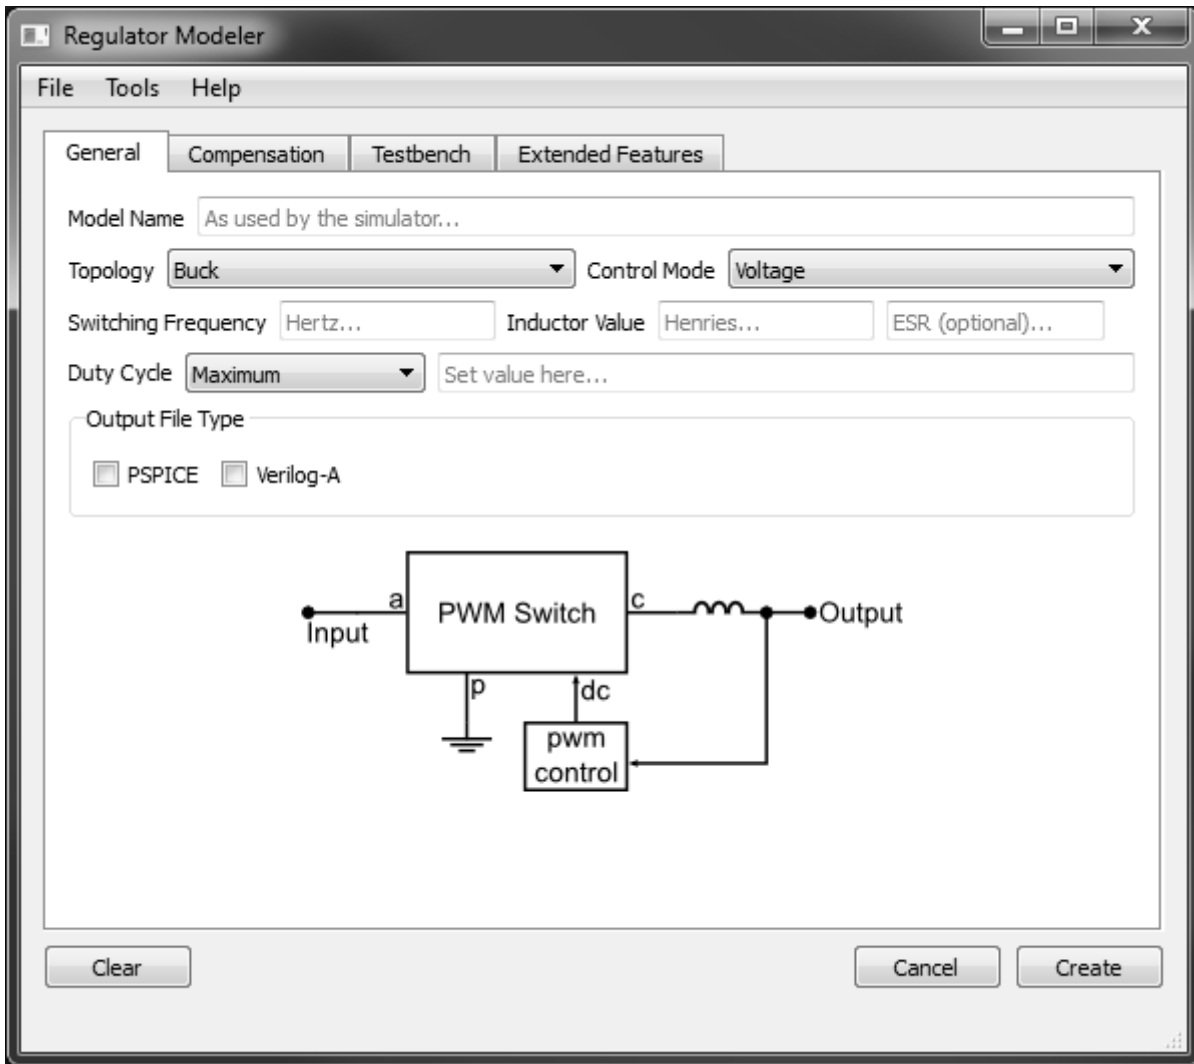 Regulator Modeler
File Tools Help
General Compensation Testbench Extended Features
Model Name As used by the simulator...
Topology Buck Control Mode Voltage
Switching Frequency Hertz... Inductor Value Henries... ESR (optional)...
Duty Cycle Maximum Set value here...
Output File Type
PSPICE Verilog-A
a PWM Switch c
Input Output
p dc
pwm
control
Clear Cancel Create